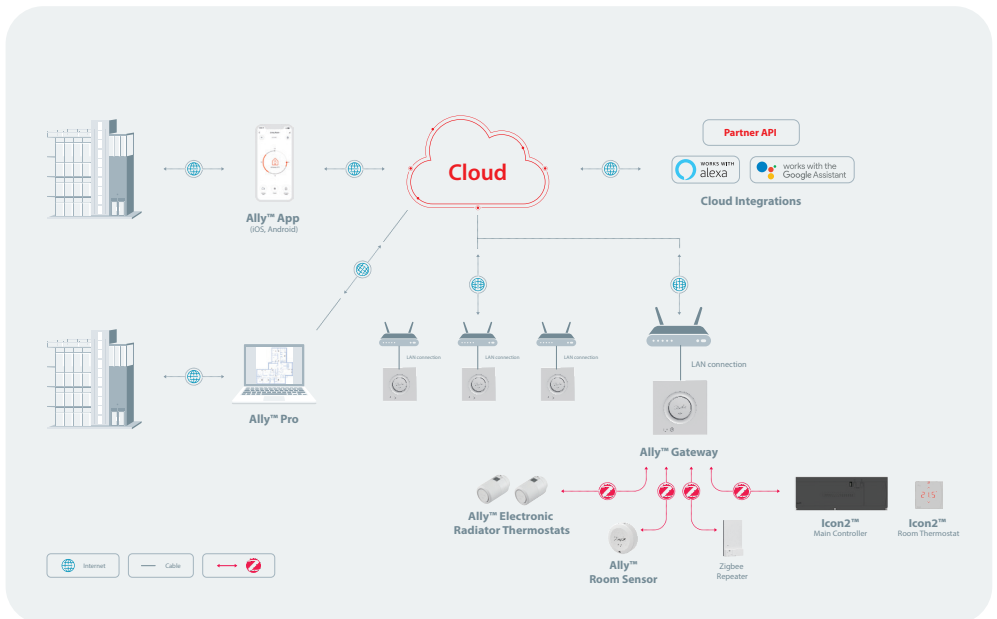 Partner API
WORKS WITH
alexa
works with the
Google Assistant
Cloud
Cloud Integrations
Ally™ App
(iOS, Android)
LAN connection
LAN connection
LAN connection
LAN connection
Ally™ Pro
Ally™ Gateway
Ally™ Electronic
Radiator Thermostats
Icon2™
Main Controller
Icon2™
Room Thermostat
Ally™
Room Sensor
Zigbee
Repeater
Internet
Cable